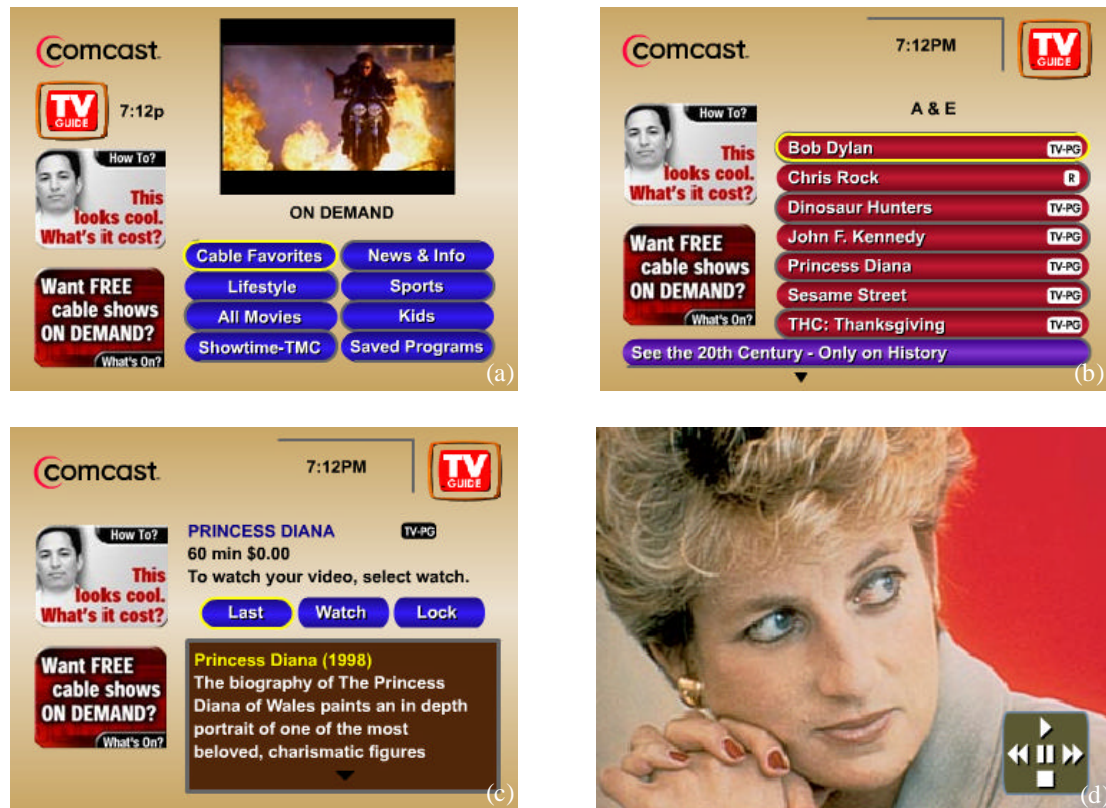 comcast.
TV
GUIDE
7:12p
How To?
This
looks cool.
What's it cost?
Want FREE
cable shows
ON DEMAND?
What's On?
ON DEMAND
Cable Favorites
News & Info
Lifestyle
Sports
All Movies
Kids
Showtime-TMC
Saved Programs
(a)
comcast.
7:12PM
TV
GUIDE
How To?
This
looks cool.
What's it cost?
Want FREE
cable shows
ON DEMAND?
What's On?
A & E
Bob Dylan TV-PG
Chris Rock R
Dinosaur Hunters TV-PG
John F. Kennedy TV-PG
Princess Diana TV-PG
Sesame Street TV-PG
THC: Thanksgiving TV-PG
See the 20th Century - Only on History
(b)
comcast.
7:12PM
TV
GUIDE
How To?
This
looks cool.
What's it cost?
Want FREE
cable shows
ON DEMAND?
What's On?
PRINCESS DIANA TV-PG
60 min $0.00
To watch your video, select watch.
Last Watch Lock
Princess Diana (1998)
The biography of The Princess
Diana of Wales paints an in depth
portrait of one of the most
beloved, charismatic figures
(c)
(d)